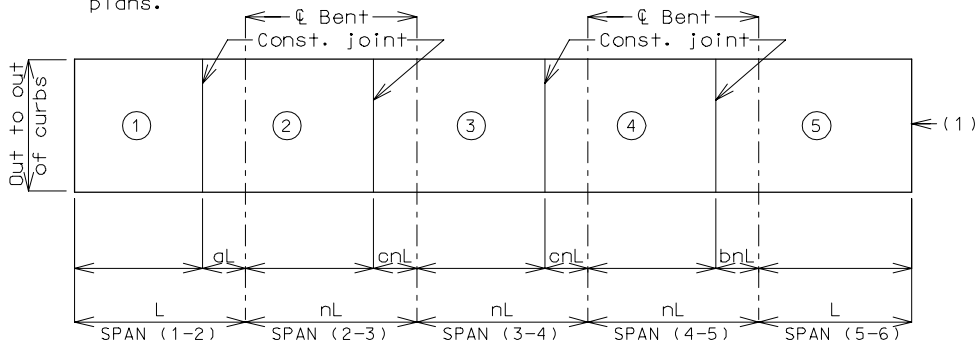 plans.
℄ Bent ℄ Bent
Const. joint Const. joint
Out to out
of curbs
1 2 3 4 5 (1)
aL cnL cnL bnL
L nL nL nL L
SPAN (1-2) SPAN (2-3) SPAN (3-4) SPAN (4-5) SPAN (5-6)